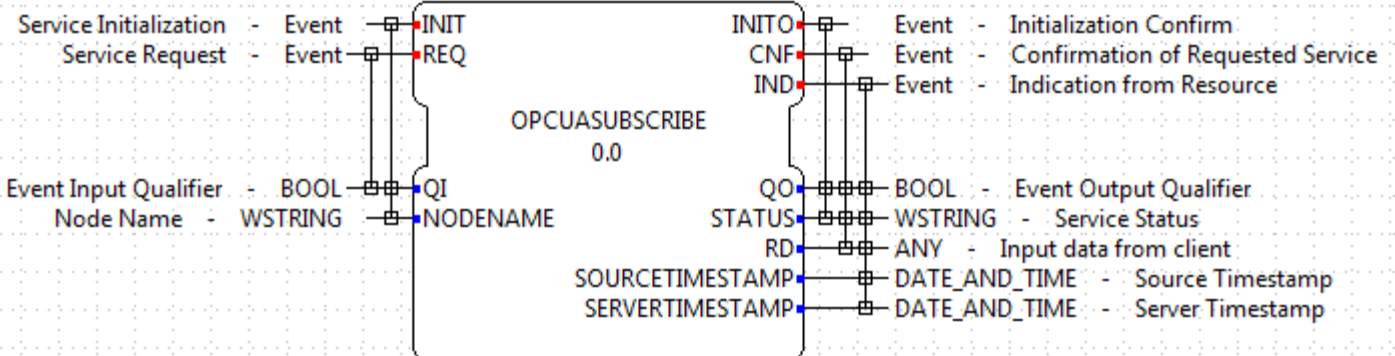 Service Initialization - Event INIT INITO Event - Initialization Confirm
Service Request - Event REQ CNF Event - Confirmation of Requested Service
IND Event - Indication from Resource
OPCUASUBSCRIBE
0.0
Event Input Qualifier - BOOL QI QO BOOL - Event Output Qualifier
Node Name - WSTRING NODENAME STATUS WSTRING - Service Status
RD ANY - Input data from client
SOURCETIMESTAMP DATE_AND_TIME - Source Timestamp
SERVERTIMESTAMP DATE_AND_TIME - Server Timestamp